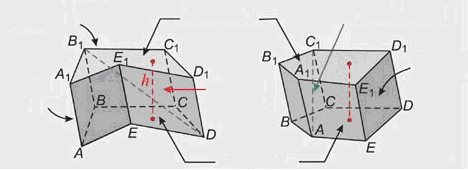 B₁ C₁
A₁ E₁ D₁
h
B C
A E D
C₁ D₁
B₁ A₁ E₁
B C D
A E